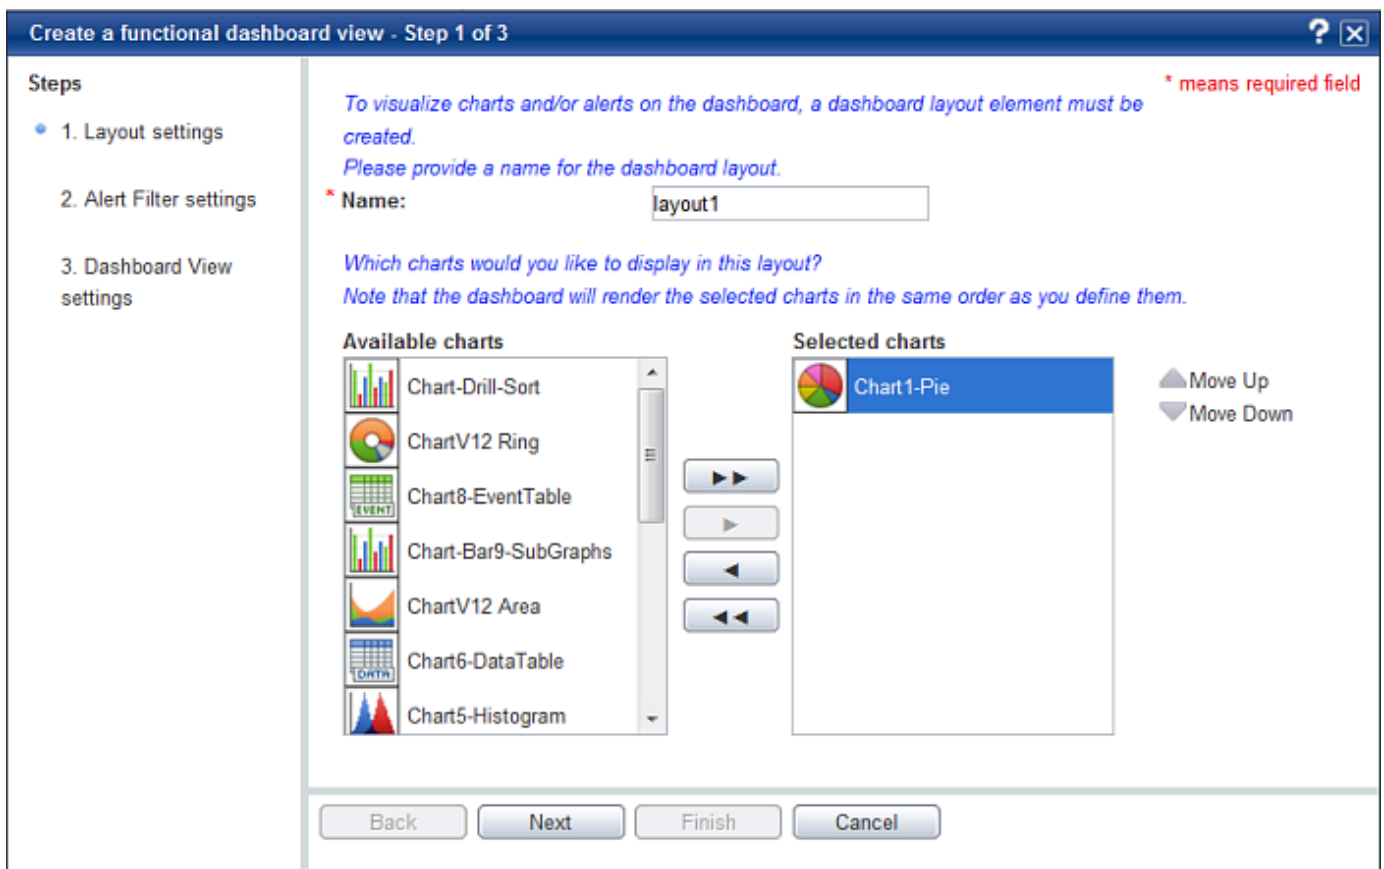 Create a functional dashboard view - Step 1 of 3
?
Steps
1. Layout settings
2. Alert Filter settings
3. Dashboard View
settings
* means required field
To visualize charts and/or alerts on the dashboard, a dashboard layout element must be
created.
Please provide a name for the dashboard layout.
* Name:
layout1
Which charts would you like to display in this layout?
Note that the dashboard will render the selected charts in the same order as you define them.
Available charts
Chart-Drill-Sort
ChartV12 Ring
EVENT
Chart8-EventTable
Chart-Bar9-SubGraphs
ChartV12 Area
DATA
Chart6-DataTable
Chart5-Histogram
Selected charts
Chart1-Pie
Move Up
Move Down
Back
Next
Finish
Cancel